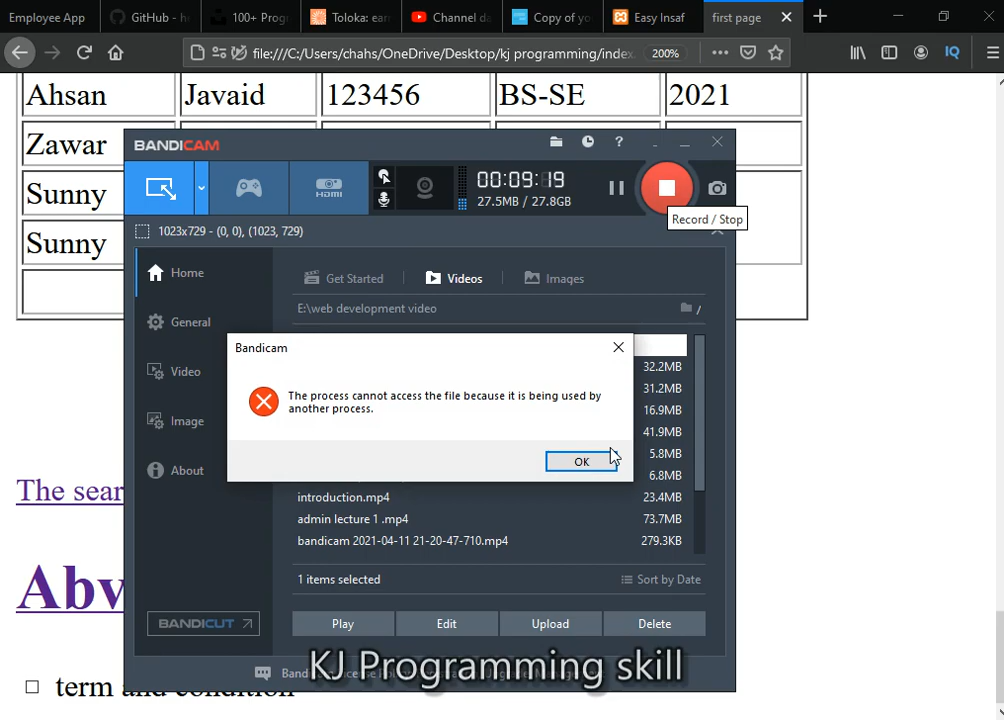 Employee App
GitHub - he
100+ Prog
Toloka: earn
Channel da
Copy of yo
Easy Insaf
first page
file:///C:/Users/chahs/OneDrive/Desktop/kj programming/index.
200%
IQ
Ahsan Javaid 123456 BS-SE 2021
Zawar
Sunny
Sunny
BANDICAM
?
HDMI
00:09:19
27.5MB / 27.8GB
Record / Stop
1023x729 - (0, 0), (1023, 729)
Home
General
Video
Image
About
BANDICUT
Get Started
Videos
Images
E:\web development video
/
32.2MB
31.2MB
16.9MB
41.9MB
5.8MB
6.8MB
introduction.mp4 23.4MB
admin lecture 1 .mp4 73.7MB
bandicam 2021-04-11 21-20-47-710.mp4 279.3KB
1 items selected
Sort by Date
Play
Edit
Upload
Delete
Bandicam
The process cannot access the file because it is being used by
another process.
OK
The sear
Abv
term and condition
KJ Programming skill